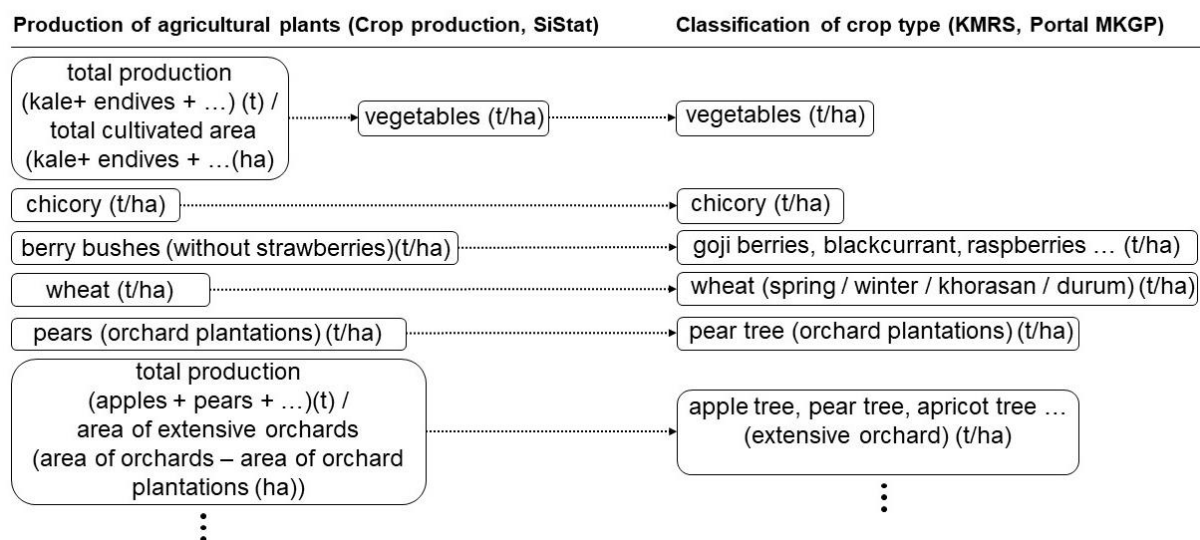 Production of agricultural plants (Crop production, SiStat)
Classification of crop type (KMRS, Portal MKGP)
total production
(kale+ endives + …) (t) /
total cultivated area
(kale+ endives + …(ha)
vegetables (t/ha)
vegetables (t/ha)
chicory (t/ha)
chicory (t/ha)
berry bushes (without strawberries)(t/ha)
goji berries, blackcurrant, raspberries … (t/ha)
wheat (t/ha)
wheat (spring / winter / khorasan / durum) (t/ha)
pears (orchard plantations) (t/ha)
pear tree (orchard plantations) (t/ha)
total production
(apples + pears + …)(t) /
area of extensive orchards
(area of orchards – area of orchard
plantations (ha))
apple tree, pear tree, apricot tree …
(extensive orchard) (t/ha)